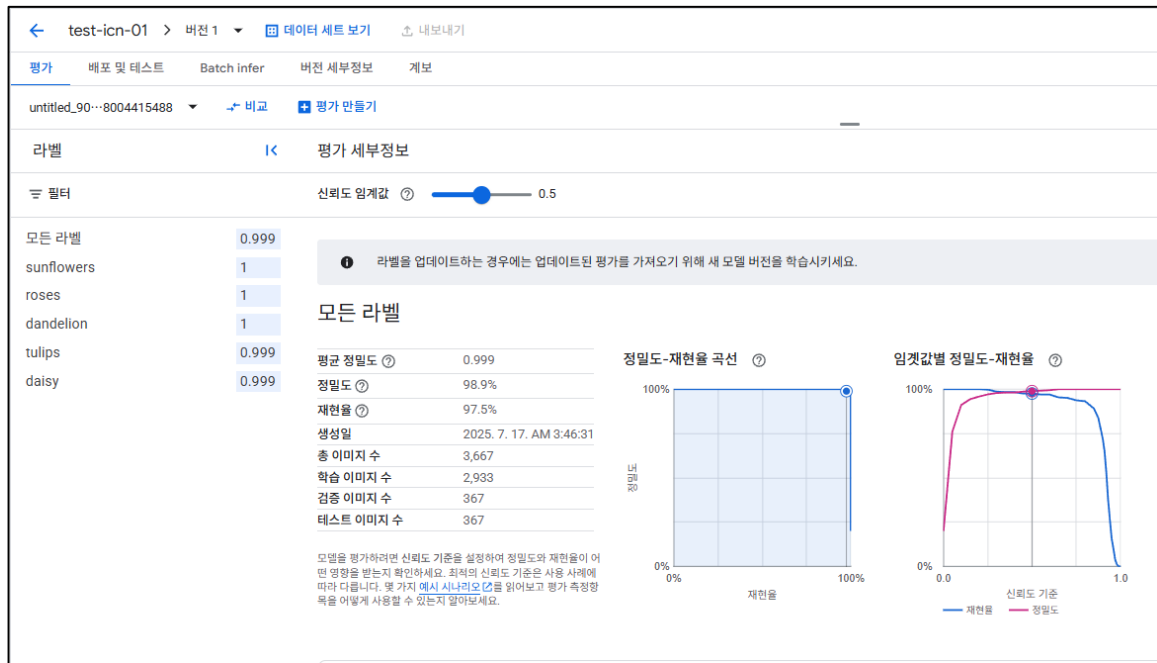 test-icn-01 > 버전 1 데이터 세트 보기 내보내기
평가 배포 및 테스트 Batch infer 버전 세부정보 계보
untitled_90…8004415488 비교 평가 만들기
라벨
필터
모든 라벨 0.999
sunflowers 1
roses 1
dandelion 1
tulips 0.999
daisy 0.999
평가 세부정보
신뢰도 임계값 0.5
라벨을 업데이트하는 경우에는 업데이트된 평가를 가져오기 위해 새 모델 버전을 학습시키세요.
모든 라벨
평균 정밀도 0.999
정밀도 98.9%
재현율 97.5%
생성일 2025. 7. 17. AM 3:46:31
총 이미지 수 3,667
학습 이미지 수 2,933
검증 이미지 수 367
테스트 이미지 수 367
모델을 평가하려면 신뢰도 기준을 설정하여 정밀도와 재현율이 어
떤 영향을 받는지 확인하세요. 최적의 신뢰도 기준은 사용 사례에
따라 다릅니다. 몇 가지 예시 시나리오를 읽어보고 평가 측정항
목을 어떻게 사용할 수 있는지 알아보세요.
정밀도-재현율 곡선
100%
정밀도
0%
0% 100%
재현율
임곗값별 정밀도-재현율
100%
0%
0.0 1.0
신뢰도 기준
재현율 정밀도